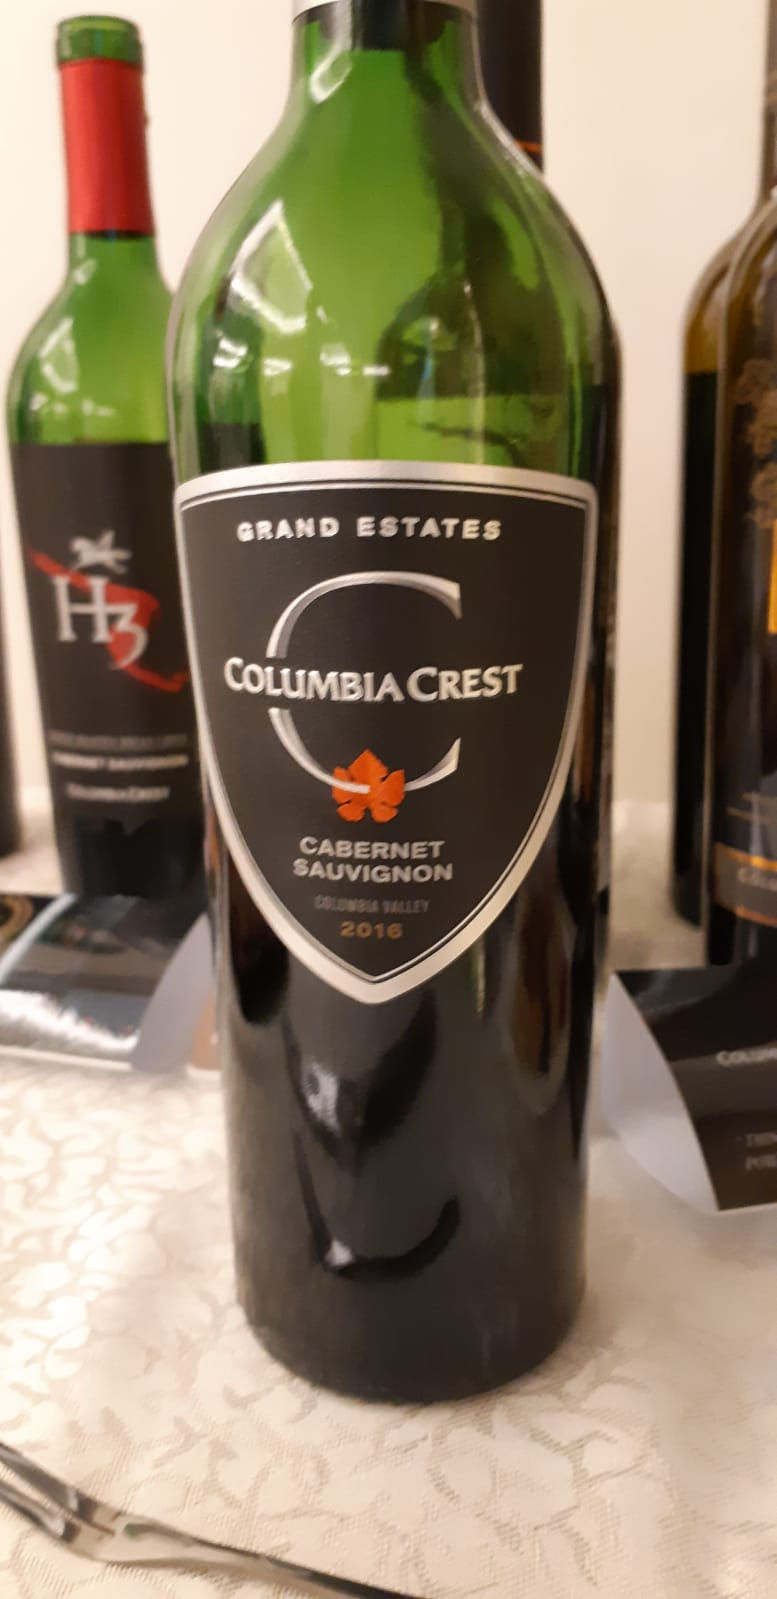 GRAND ESTATES
COLUMBIA CREST
CABERNET
SAUVIGNON
COLUMBIA VALLEY
2016
H3
CABERNET SAUVIGNON
COLUMBIA CREST